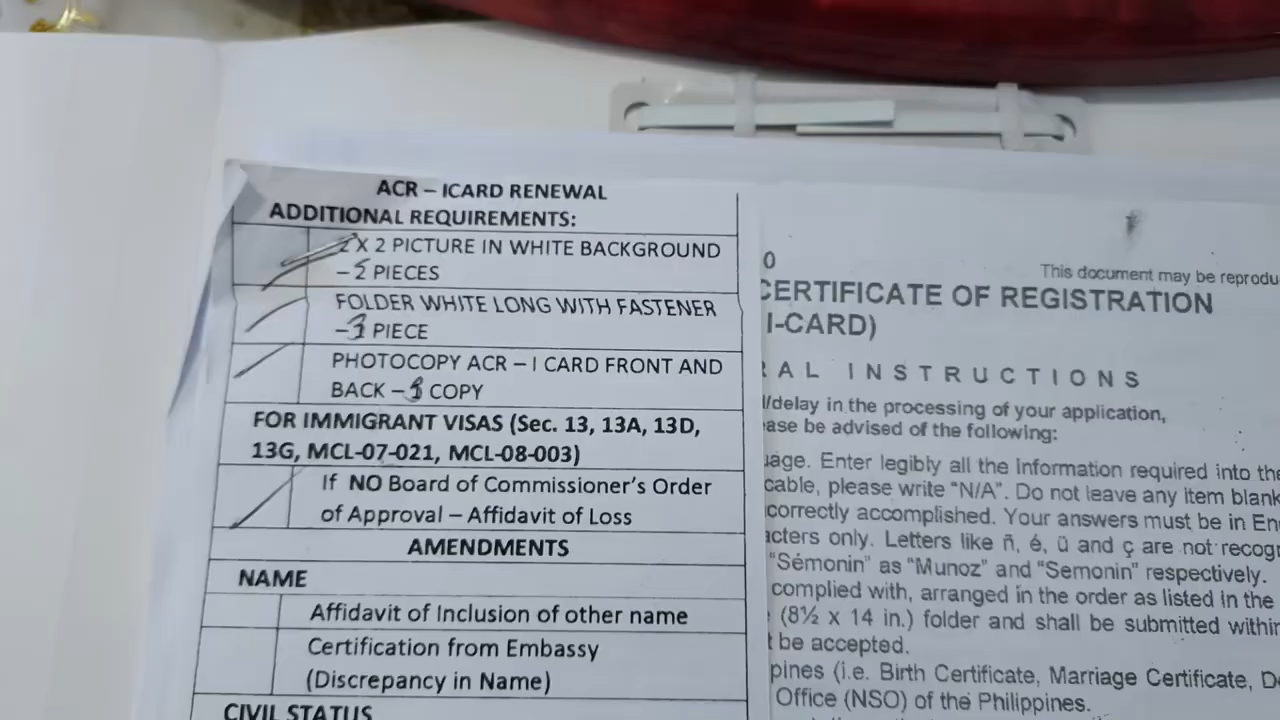 ACR – ICARD RENEWAL
ADDITIONAL REQUIREMENTS:
2 X 2 PICTURE IN WHITE BACKGROUND
– 2 PIECES
FOLDER WHITE LONG WITH FASTENER
– 3 PIECE
PHOTOCOPY ACR – I CARD FRONT AND
BACK – COPY
FOR IMMIGRANT VISAS (Sec. 13, 13A, 13D,
13G, MCL-07-021, MCL-08-003)
If NO Board of Commissioner's Order
of Approval – Affidavit of Loss
AMENDMENTS
NAME
Affidavit of Inclusion of other name
Certification from Embassy
(Discrepancy in Name)
CIVIL STATUS
0
This document may be reprodu
CERTIFICATE OF REGISTRATION
I-CARD)
RAL INSTRUCTIONS
/delay in the processing of your application,
ase be advised of the following:
uage. Enter legibly all the Information required into the
cable, please write "N/A". Do not leave any item blank
correctly accomplished. Your answers must be in En
acters only. Letters like ñ, é, ü and ç are not recog
"Sémonin" as "Munoz" and "Semonin" respectively.
complied with, arranged in the order as listed in the
(8½ x 14 in.) folder and shall be submitted within
t be accepted.
pines (i.e. Birth Certificate, Marriage Certificate, D
Office (NSO) of the Philippines.